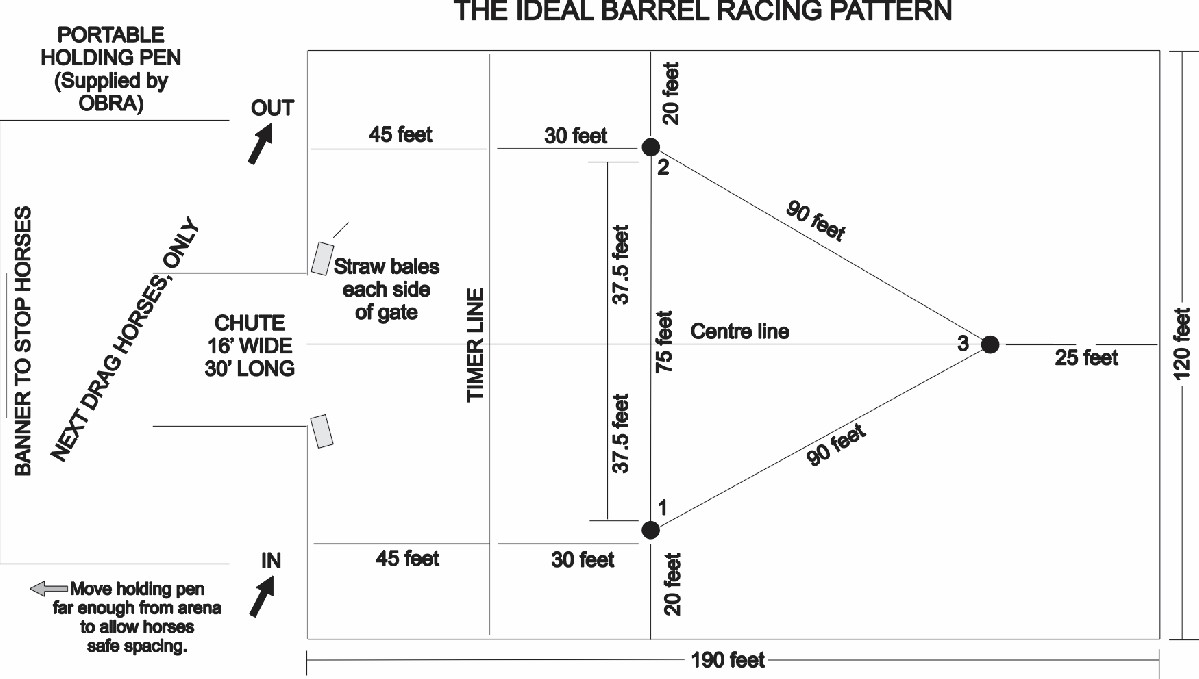 THE IDEAL BARREL RACING PATTERN
PORTABLE
HOLDING PEN
(Supplied by
OBRA)
OUT
BANNER TO STOP HORSES
NEXT DRAG HORSES, ONLY
CHUTE
16' WIDE
30' LONG
IN
Move holding pen
far enough from arena
to allow horses
safe spacing.
45 feet
30 feet
20 feet
2
37.5 feet
90 feet
Straw bales
each side
of gate
TIMER LINE
75 feet
Centre line
3
25 feet
120 feet
37.5 feet
90 feet
1
45 feet
30 feet
20 feet
190 feet